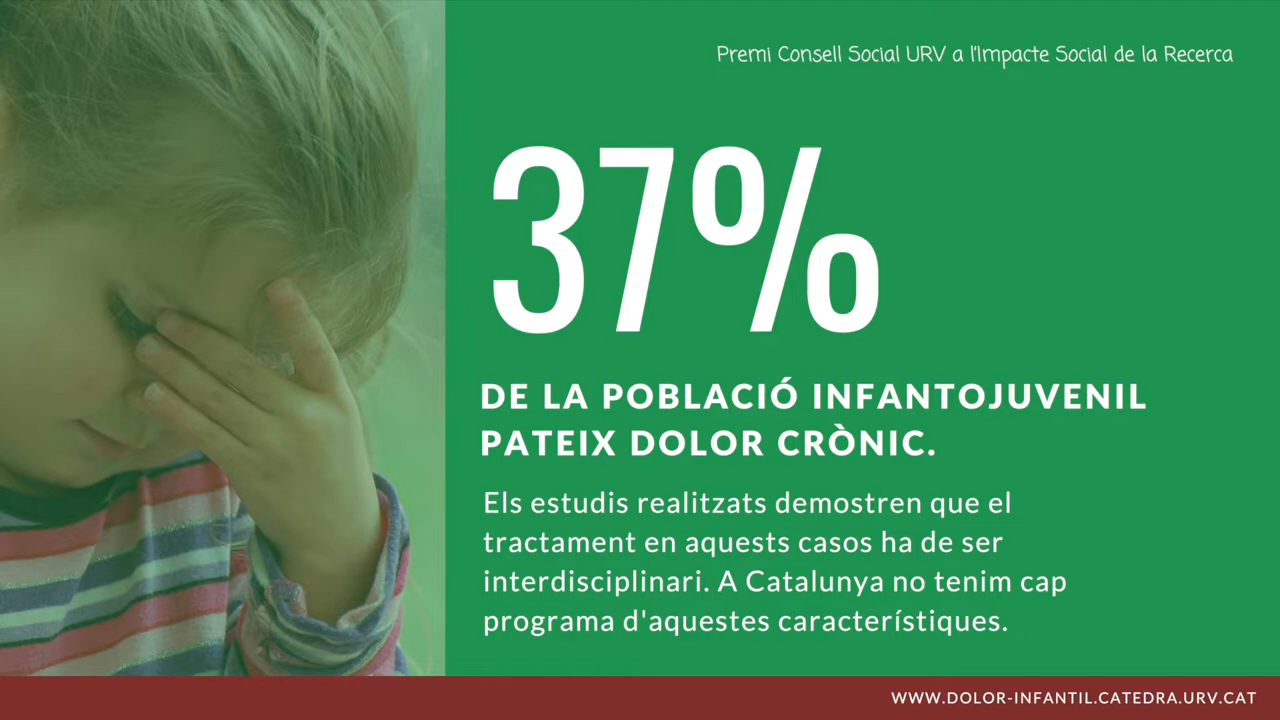 Premi Consell Social URV a l'Impacte Social de la Recerca
37%
DE LA POBLACIÓ INFANTOJUVENIL
PATEIX DOLOR CRÒNIC.
Els estudis realitzats demostren que el
tractament en aquests casos ha de ser
interdisciplinari. A Catalunya no tenim cap
programa d'aquestes característiques.
WWW.DOLOR-INFANTIL.CATEDRA.URV.CAT